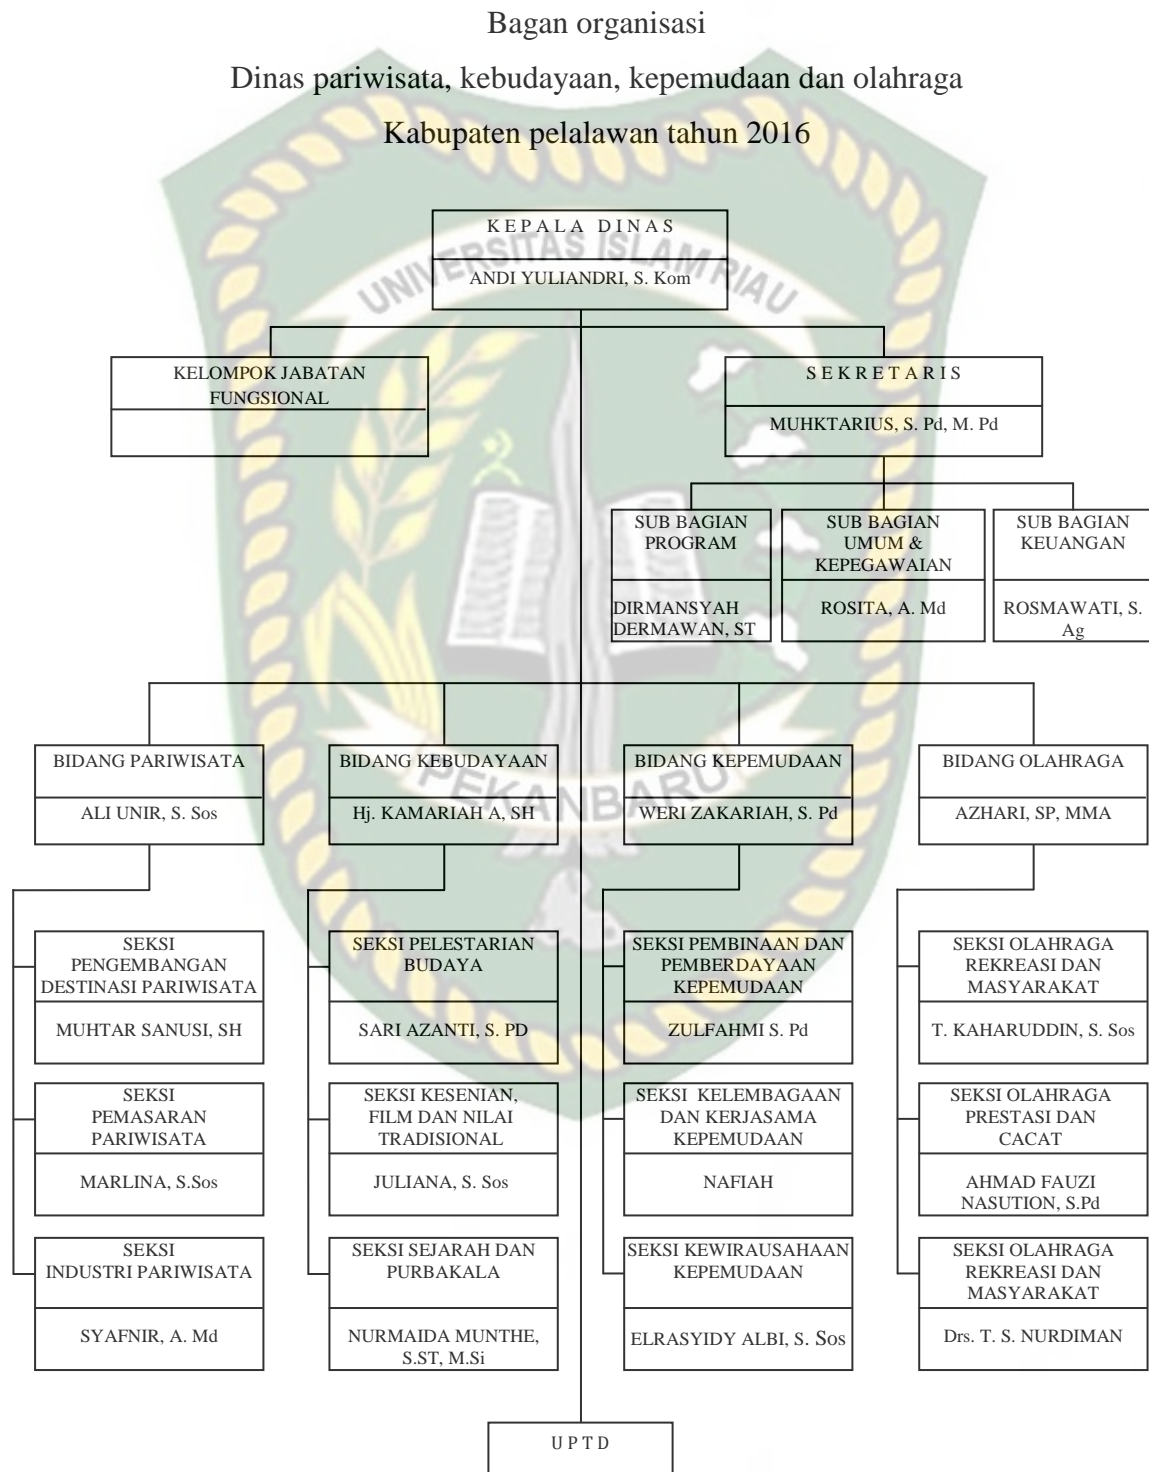 Bagan organisasi
Dinas pariwisata, kebudayaan, kepemudaan dan olahraga
Kabupaten pelalawan tahun 2016
KEPALA DINAS
UNIVERSITAS ISLAM RIAU
ANDI YULIANDRI, S. Kom
KELOMPOK JABATAN
FUNGSIONAL
SEKRETARIS
MUHKTARIUS, S. Pd, M. Pd
SUB BAGIAN
PROGRAM
DIRMANSYAH
DERMAWAN, ST
SUB BAGIAN
UMUM &
KEPEGAWAIAN
ROSITA, A. Md
SUB BAGIAN
KEUANGAN
ROSMAWATI, S.
Ag
BIDANG PARIWISATA
ALI UNIR, S. Sos
BIDANG KEBUDAYAAN
Hj. KAMARIAH A, SH
BIDANG KEPEMUDAAN
WERI ZAKARIAH, S. Pd
BIDANG OLAHRAGA
AZHARI, SP, MMA
PEKANBARU
SEKSI
PENGEMBANGAN
DESTINASI PARIWISATA
MUHTAR SANUSI, SH
SEKSI PELESTARIAN
BUDAYA
SARI AZANTI, S. PD
SEKSI PEMBINAAN DAN
PEMBERDAYAAN
KEPEMUDAAN
ZULFAHMI S. Pd
SEKSI OLAHRAGA
REKREASI DAN
MASYARAKAT
T. KAHARUDDIN, S. Sos
SEKSI
PEMASARAN
PARIWISATA
MARLINA, S.Sos
SEKSI KESENIAN,
FILM DAN NILAI
TRADISIONAL
JULIANA, S. Sos
SEKSI KELEMBAGAAN
DAN KERJASAMA
KEPEMUDAAN
NAFIAH
SEKSI OLAHRAGA
PRESTASI DAN
CACAT
AHMAD FAUZI
NASUTION, S.Pd
SEKSI
INDUSTRI PARIWISATA
SYAFNIR, A. Md
SEKSI SEJARAH DAN
PURBAKALA
NURMAIDA MUNTHE,
S.ST, M.Si
SEKSI KEWIRAUSAHAAN
KEPEMUDAAN
ELRASYIDY ALBI, S. Sos
SEKSI OLAHRAGA
REKREASI DAN
MASYARAKAT
Drs. T. S. NURDIMAN
UPTD